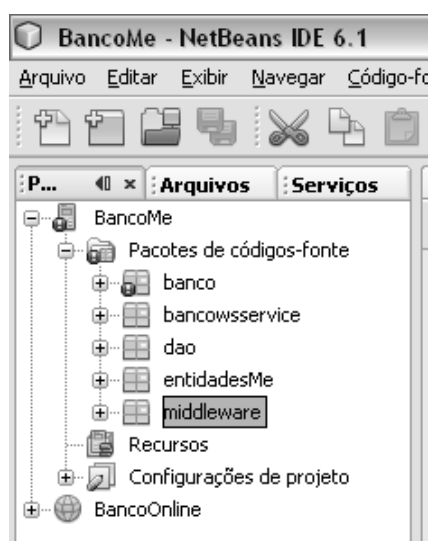 BancoMe - NetBeans IDE 6.1
Arquivo Editar Exibir Navegar Código-fo
P... Arquivos Serviços
BancoMe
Pacotes de códigos-fonte
banco
bancowsservice
dao
entidadesMe
middleware
Recursos
Configurações de projeto
BancoOnline